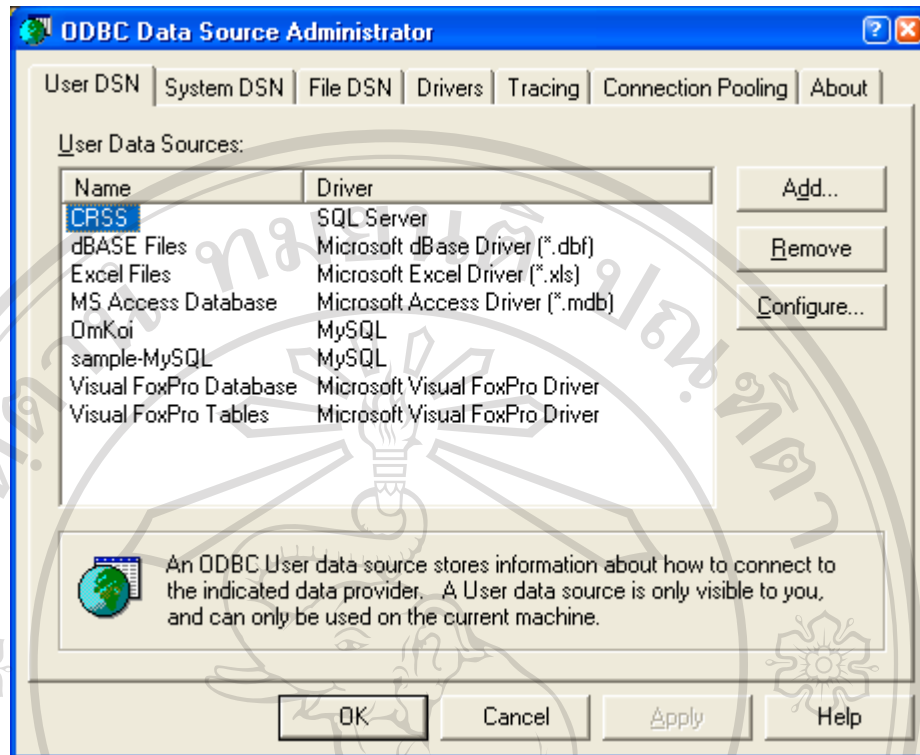 ODBC Data Source Administrator
User DSN System DSN File DSN Drivers Tracing Connection Pooling About
User Data Sources:
Name Driver
CRSS SQL Server
dBASE Files Microsoft dBase Driver (*.dbf)
Excel Files Microsoft Excel Driver (*.xls)
MS Access Database Microsoft Access Driver (*.mdb)
OmKoi MySQL
sample-MySQL MySQL
Visual FoxPro Database Microsoft Visual FoxPro Driver
Visual FoxPro Tables Microsoft Visual FoxPro Driver
Add...
Remove
Configure...
An ODBC User data source stores information about how to connect to
the indicated data provider. A User data source is only visible to you,
and can only be used on the current machine.
OK Cancel Apply Help